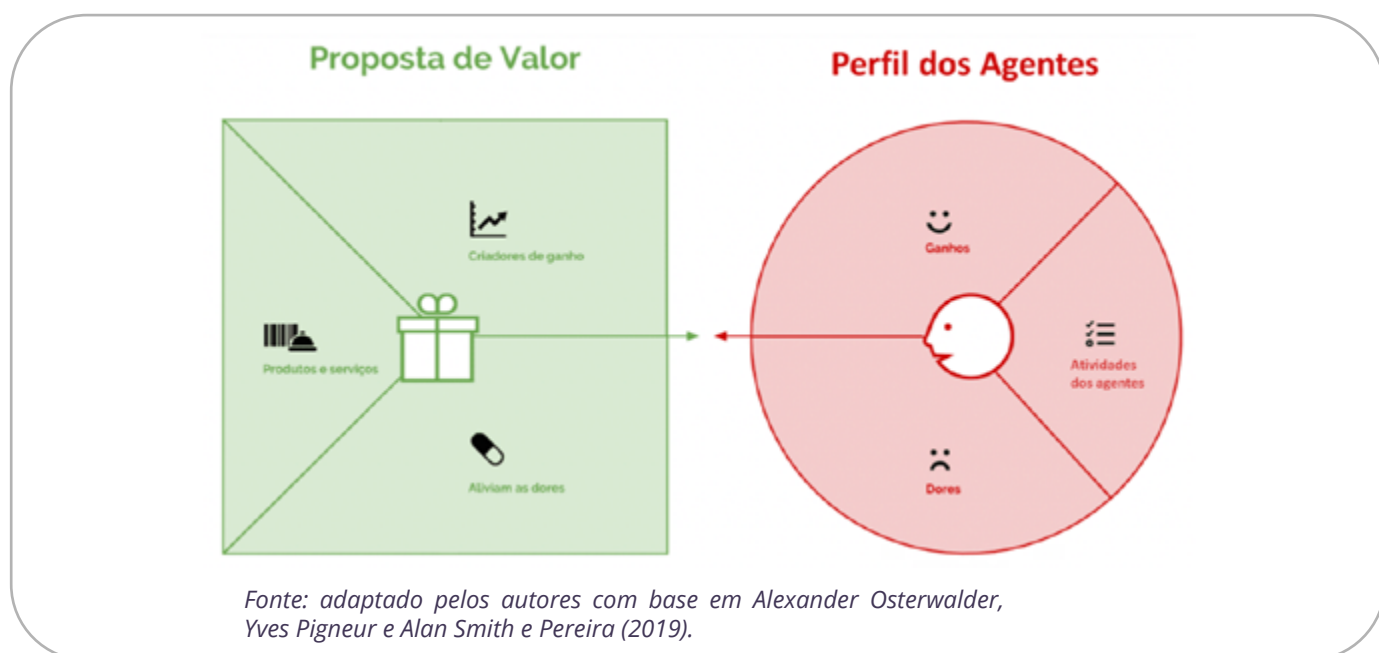 Proposta de Valor
Perfil dos Agentes
Criadores de ganho
Produtos e serviços
Aliviam as dores
Ganhos
Atividades
dos agentes
Dores
Fonte: adaptado pelos autores com base em Alexander Osterwalder,
Yves Pigneur e Alan Smith e Pereira (2019).